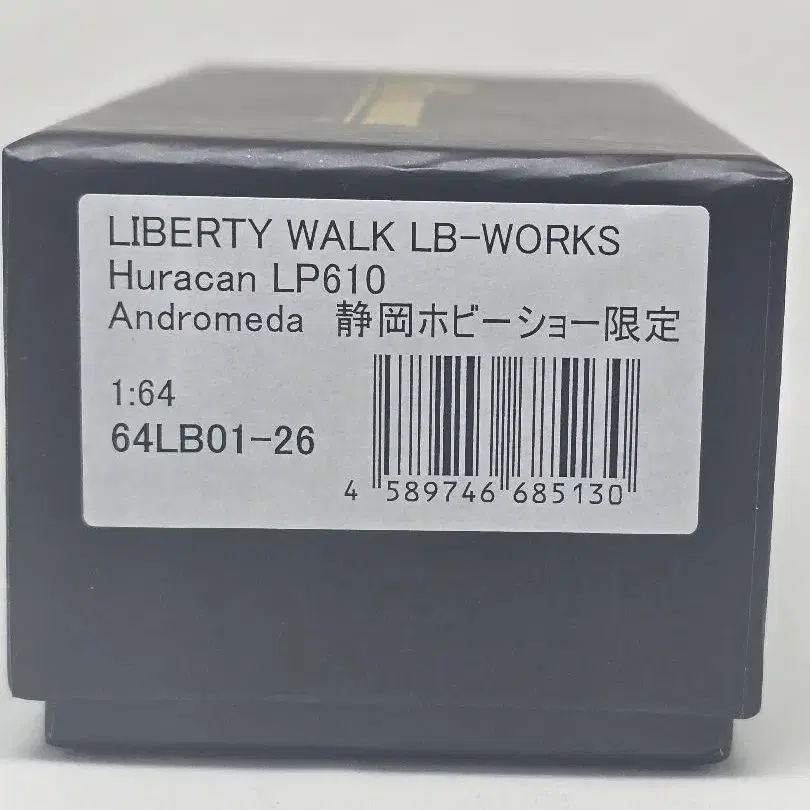 LIBERTY WALK LB-WORKS
Huracan LP610
Andromeda 静岡ホビーショー限定
1:64
64LB01-26
4 589746 685130